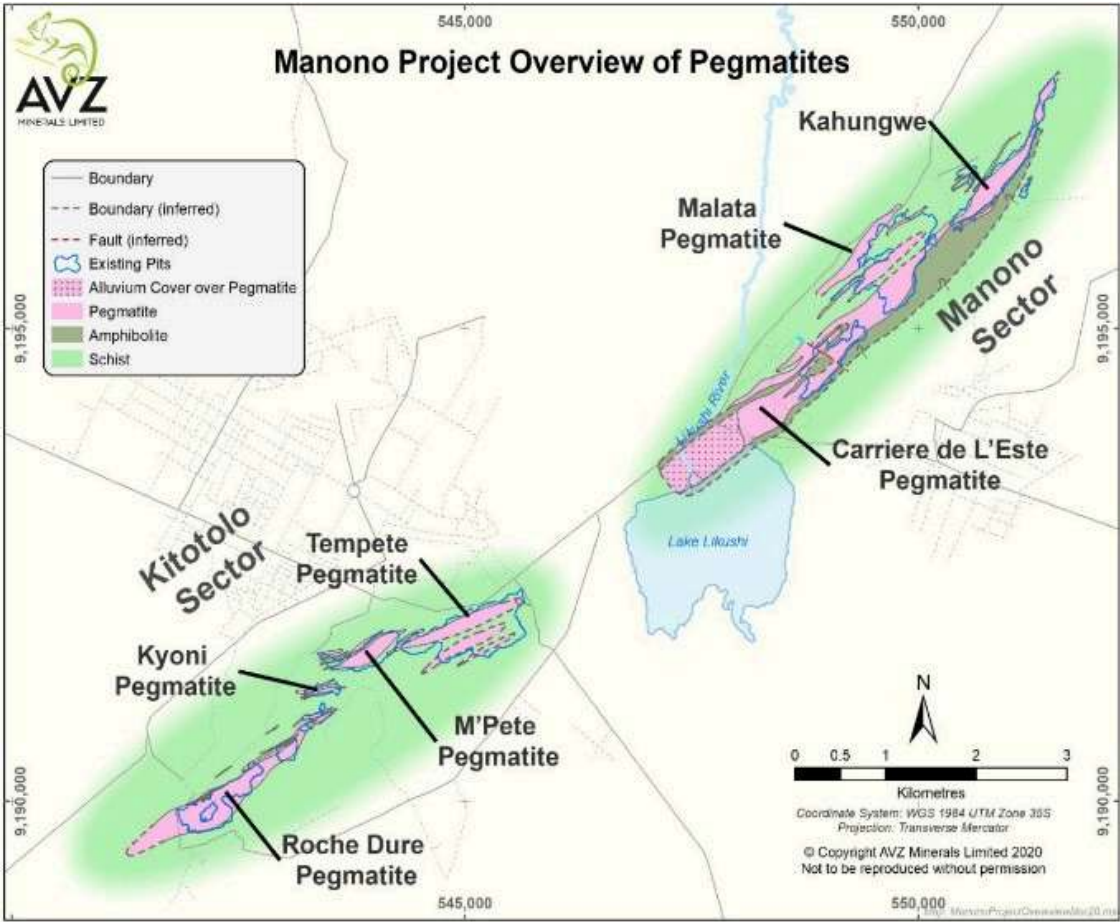 545,000
550,000
AVZ
MINERALS LIMITED
Manono Project Overview of Pegmatites
Boundary
Boundary (inferred)
Fault (inferred)
Existing Pits
Alluvium Cover over Pegmatite
Pegmatite
Amphibolite
Schist
Kahungwe
Malata
Pegmatite
Manono
Sector
9,195,000
9,195,000
Likushi River
Carriere de L'Este
Pegmatite
Lake Likushi
Kitotolo
Sector
Tempete
Pegmatite
Kyoni
Pegmatite
M'Pete
Pegmatite
Roche Dure
Pegmatite
N
0 0.5 1 2 3
Kilometres
Coordinate System: WGS 1984 UTM Zone 35S
Projection: Transverse Mercator
© Copyright AVZ Minerals Limited 2020
Not to be reproduced without permission
9,190,000
9,190,000
545,000
550,000